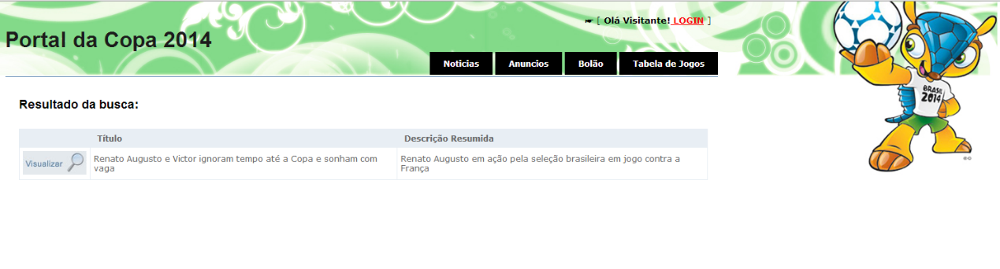 ☛ [ Olá Visitante! LOGIN ]
Portal da Copa 2014
Noticias Anuncios Bolão Tabela de Jogos
BRASIL
2014
Resultado da busca:
Título Descrição Resumida
Visualizar
Renato Augusto e Victor ignoram tempo até a Copa e sonham com
vaga
Renato Augusto em ação pela seleção brasileira em jogo contra a
França